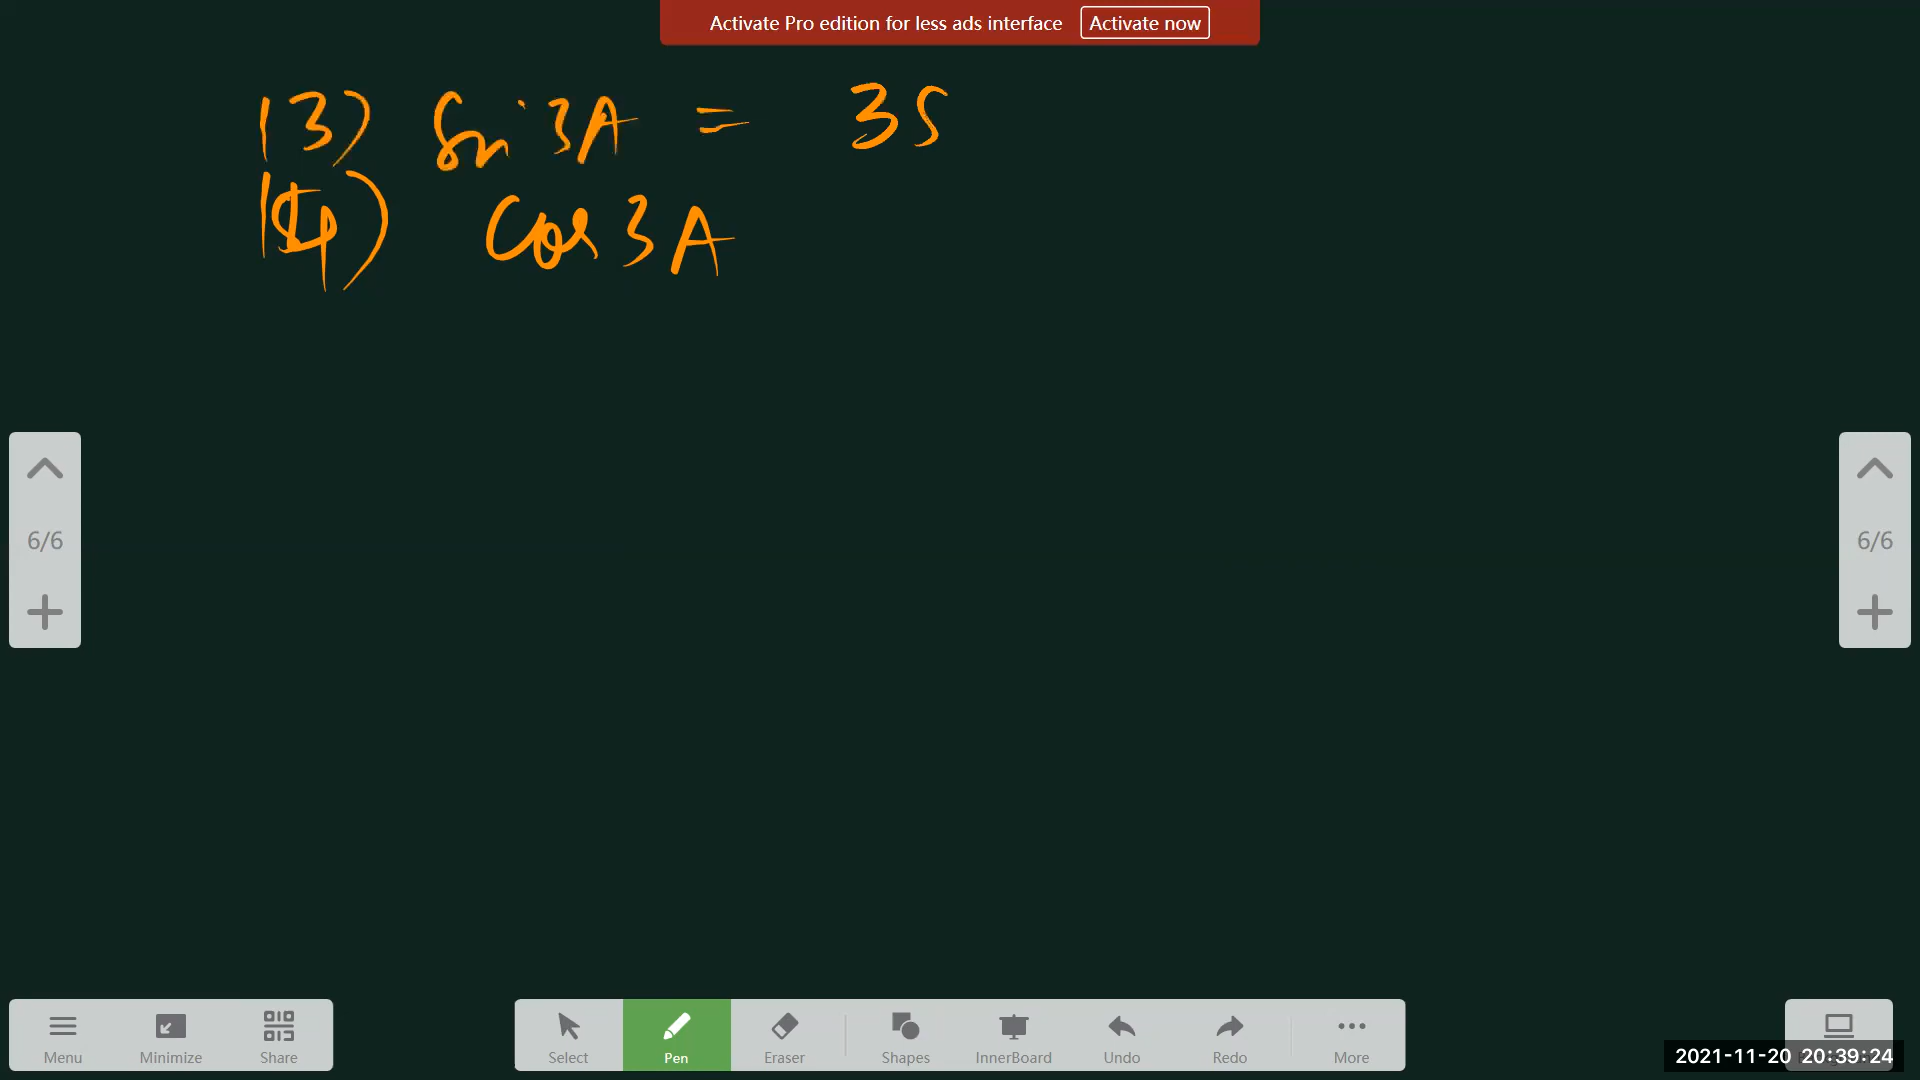 Activate Pro edition for less ads interface Activate now
13) Sin 3A = 3S
14) Cos 3A
6/6
6/6
Menu Minimize Share Select Pen Eraser Shapes InnerBoard Undo Redo More
2021-11-20 20:39:24